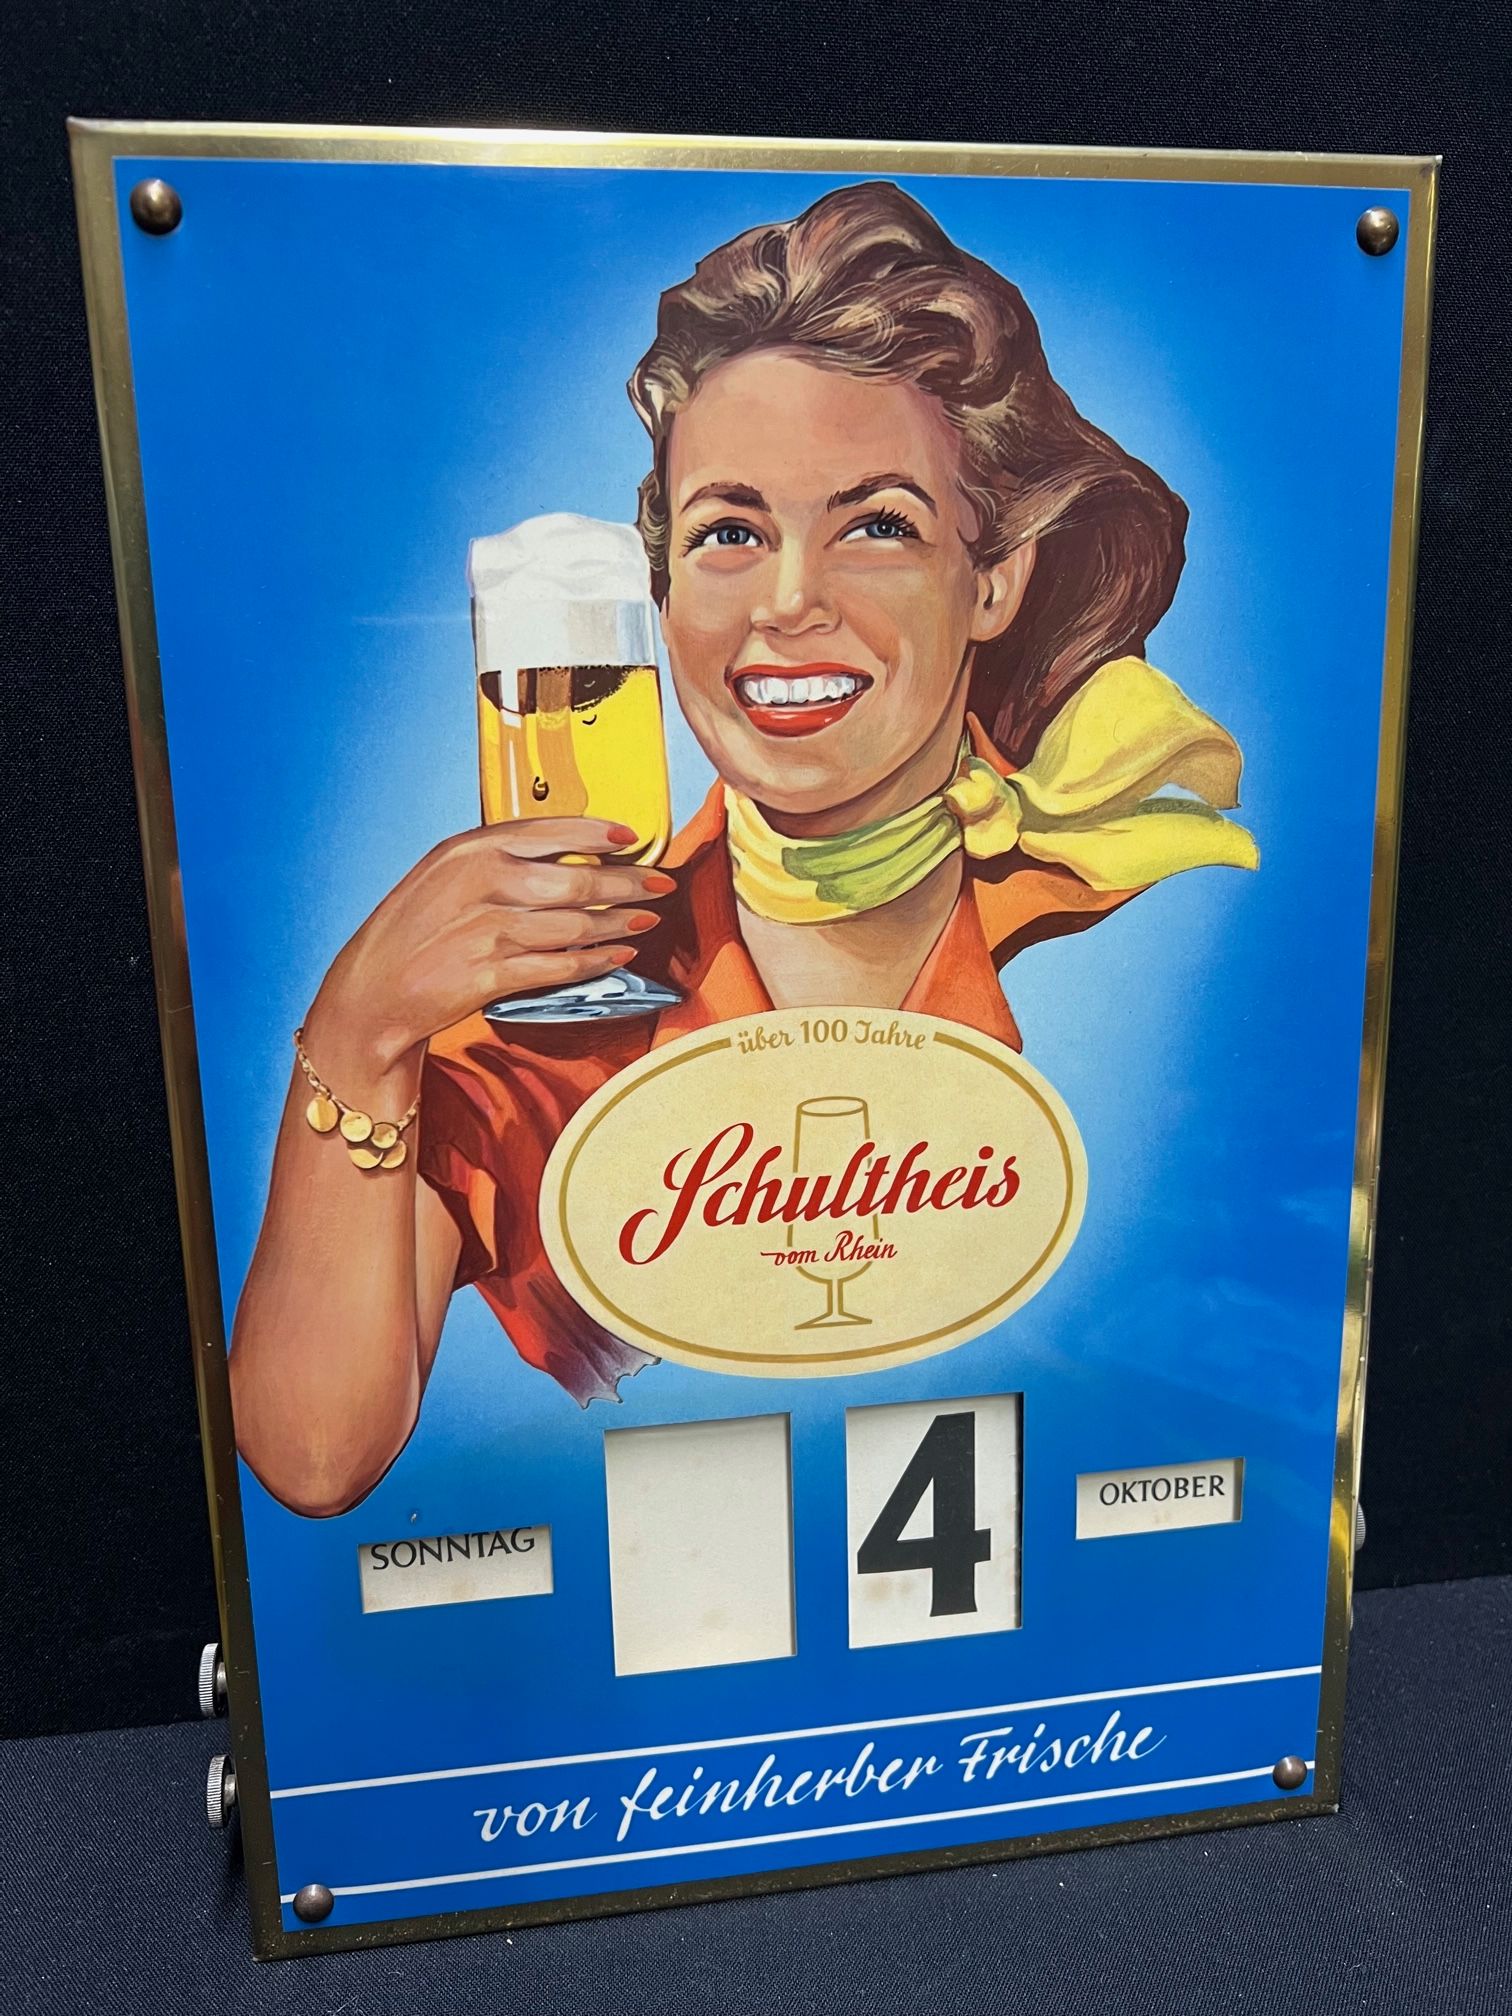 über 100 Jahre
Schultheis
vom Rhein
SONNTAG
4
OKTOBER
von feinherber Frische